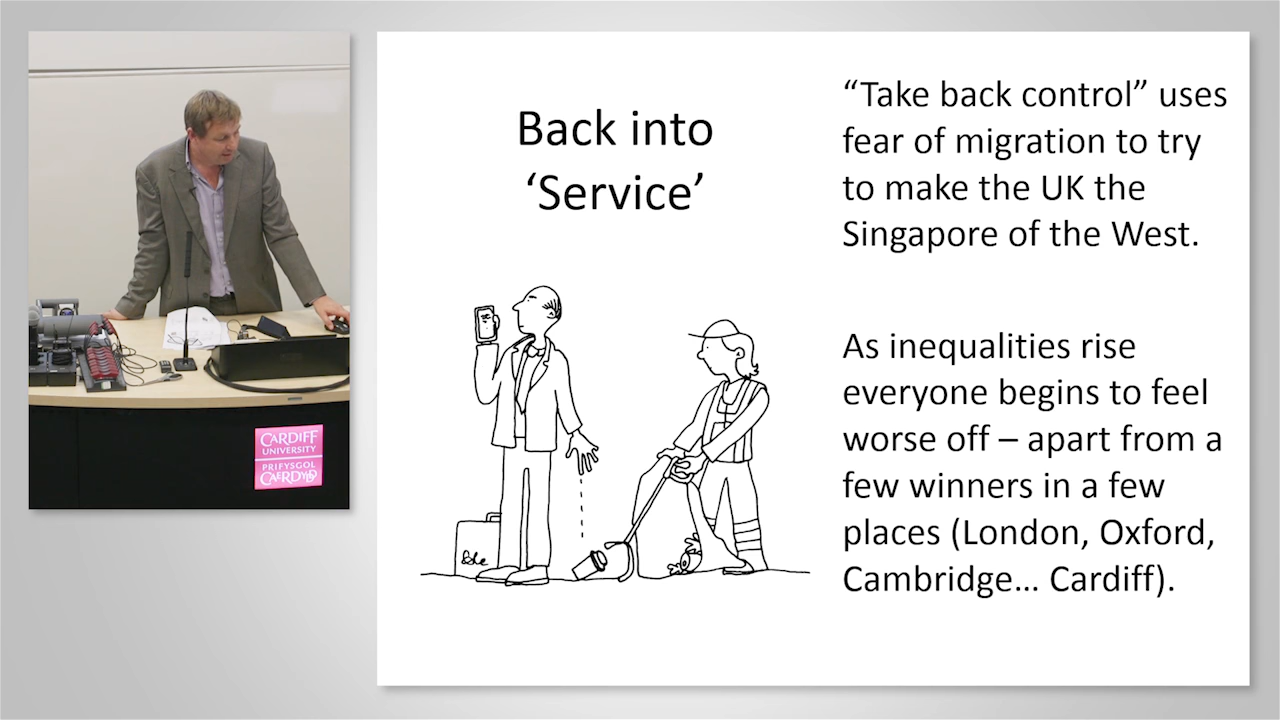 Back into
‘Service’
“Take back control” uses
fear of migration to try
to make the UK the
Singapore of the West.
As inequalities rise
everyone begins to feel
worse off – apart from a
few winners in a few
places (London, Oxford,
Cambridge… Cardiff).
CARDIFF
UNIVERSITY
PRIFYSGOL
CAERDYDD